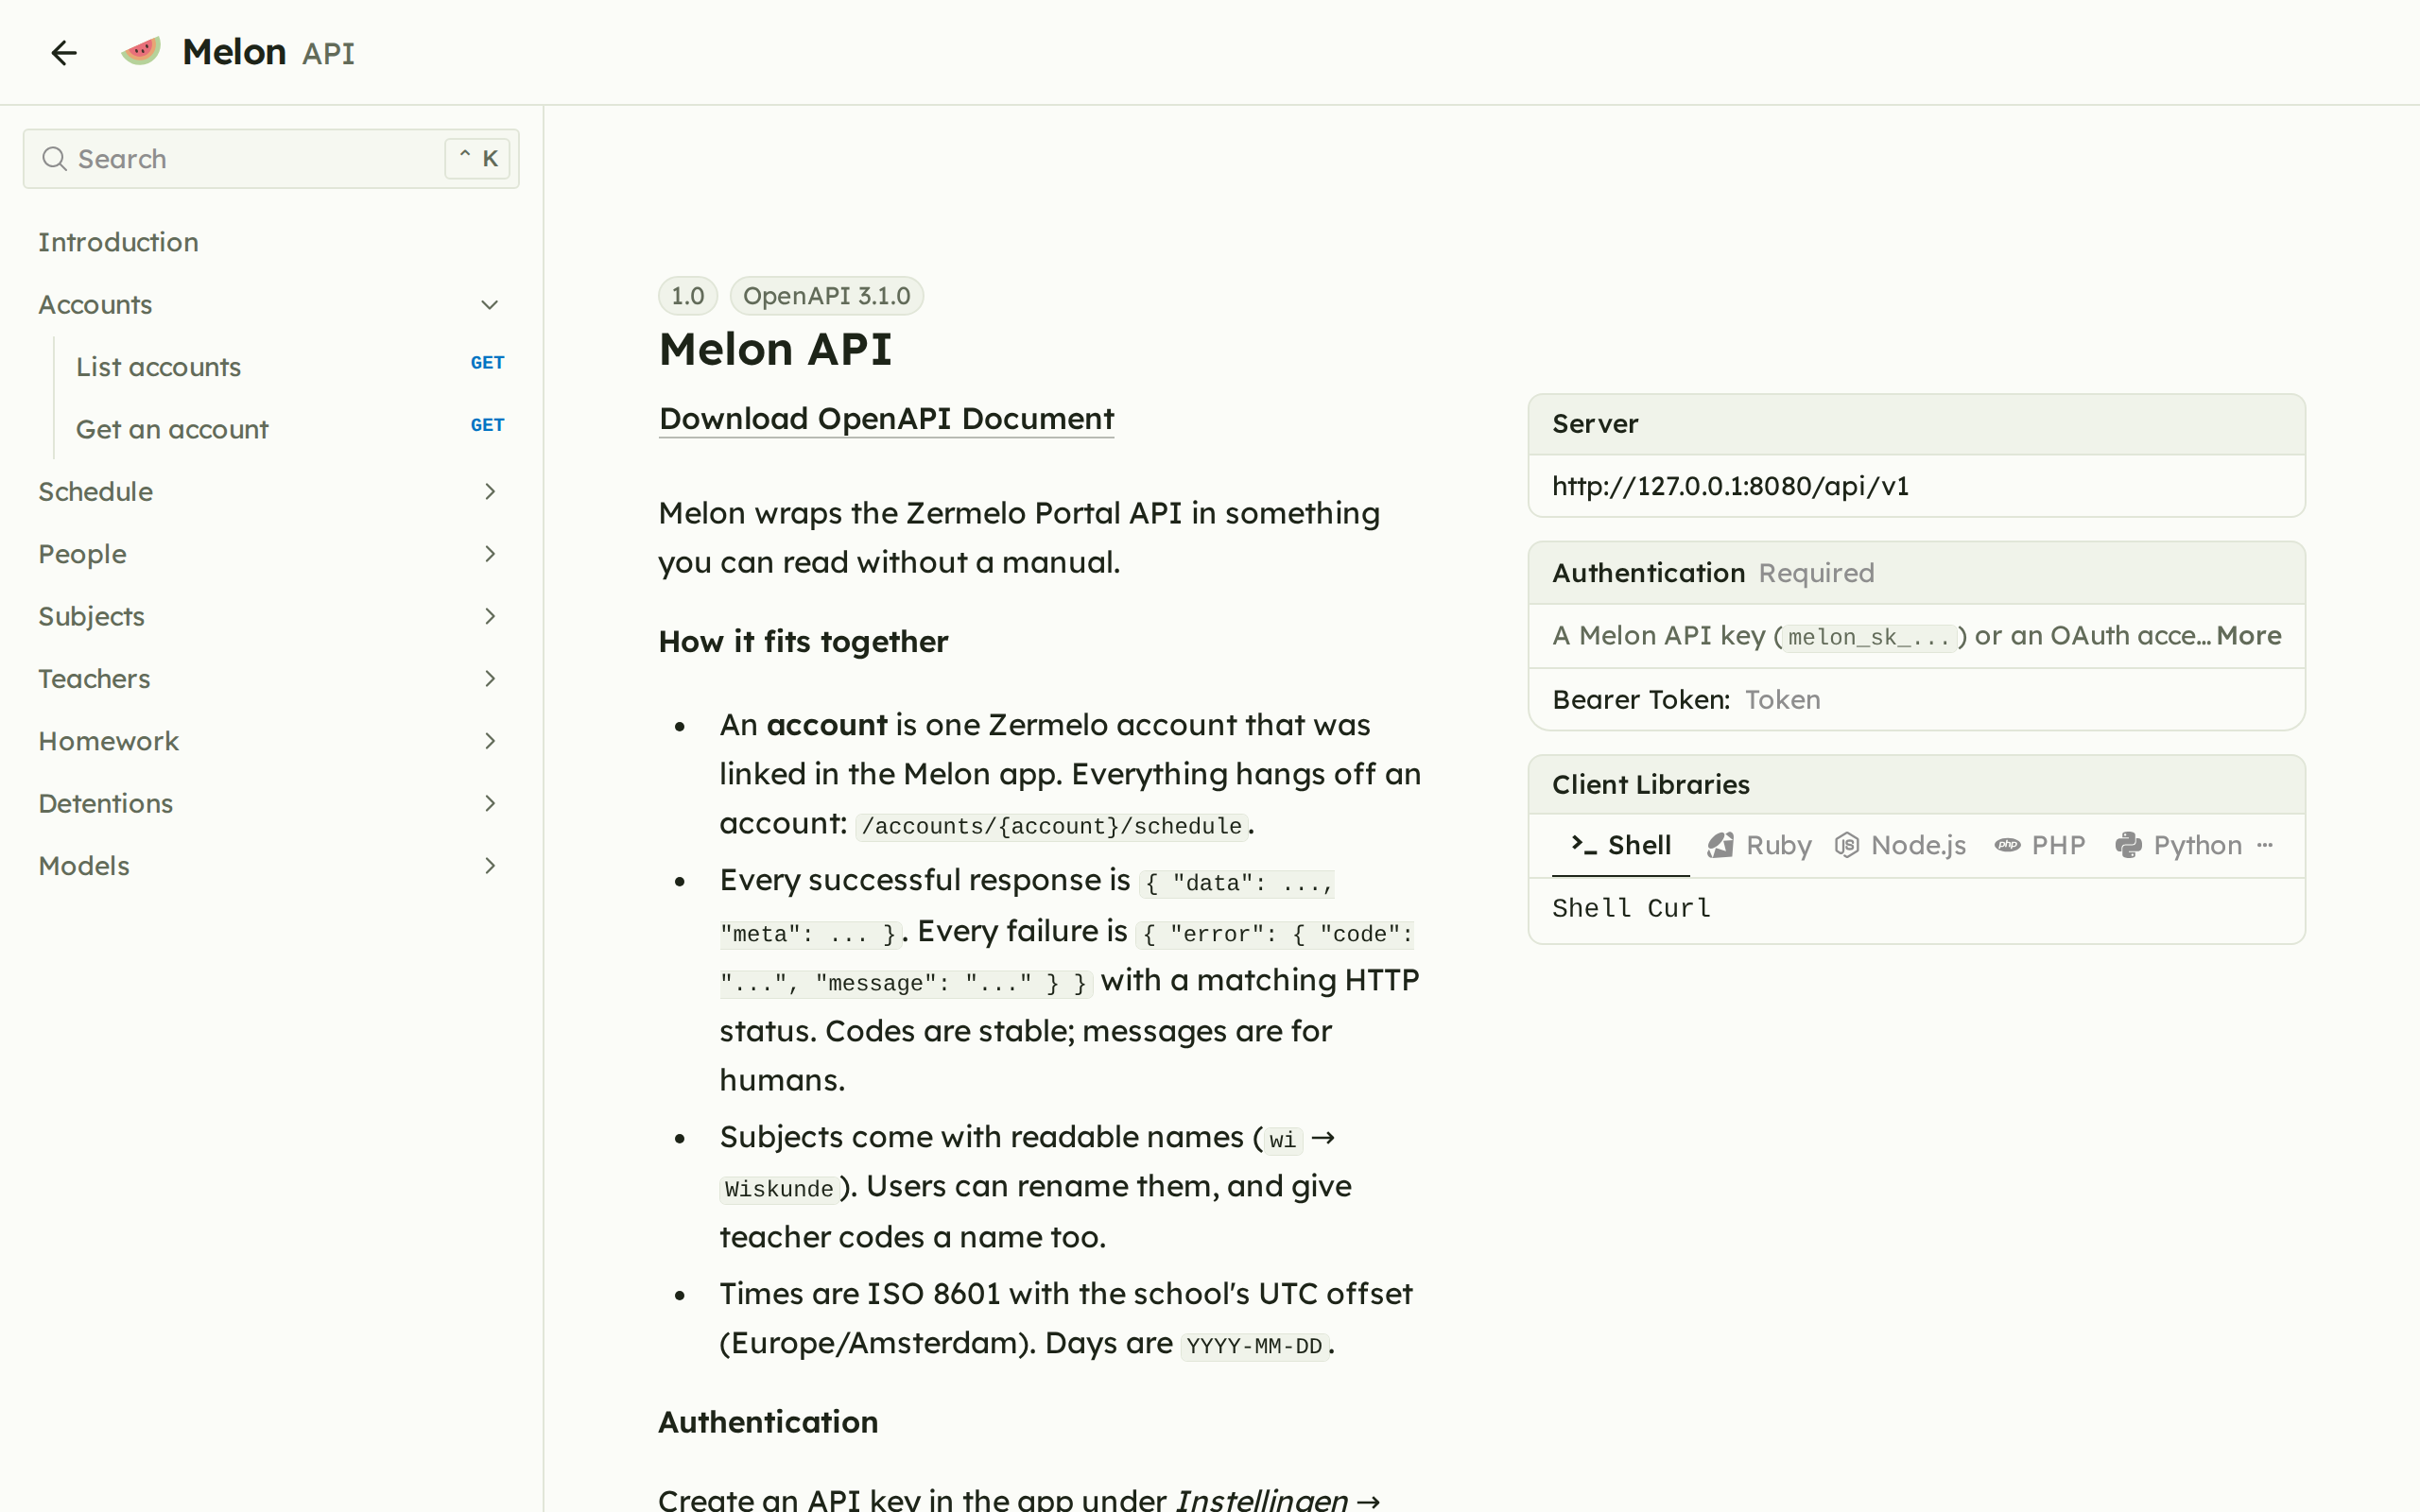 Melon API
Search
^ K
Introduction
Accounts
List accounts GET
Get an account GET
Schedule
People
Subjects
Teachers
Homework
Detentions
Models
1.0 OpenAPI 3.1.0
Melon API
Download OpenAPI Document
Melon wraps the Zermelo Portal API in something
you can read without a manual.
How it fits together
• An account is one Zermelo account that was
linked in the Melon app. Everything hangs off an
account: /accounts/{account}/schedule.
• Every successful response is { "data": ...,
"meta": ... }. Every failure is { "error": { "code":
"...", "message": "..." } } with a matching HTTP
status. Codes are stable; messages are for
humans.
• Subjects come with readable names (wi →
Wiskunde). Users can rename them, and give
teacher codes a name too.
• Times are ISO 8601 with the school's UTC offset
(Europe/Amsterdam). Days are YYYY-MM-DD.
Authentication
Create an API key in the app under Instellingen →
Server
http://127.0.0.1:8080/api/v1
Authentication Required
A Melon API key (melon_sk_...) or an OAuth acce... More
Bearer Token: Token
Client Libraries
Shell Ruby Node.js PHP Python ...
Shell Curl